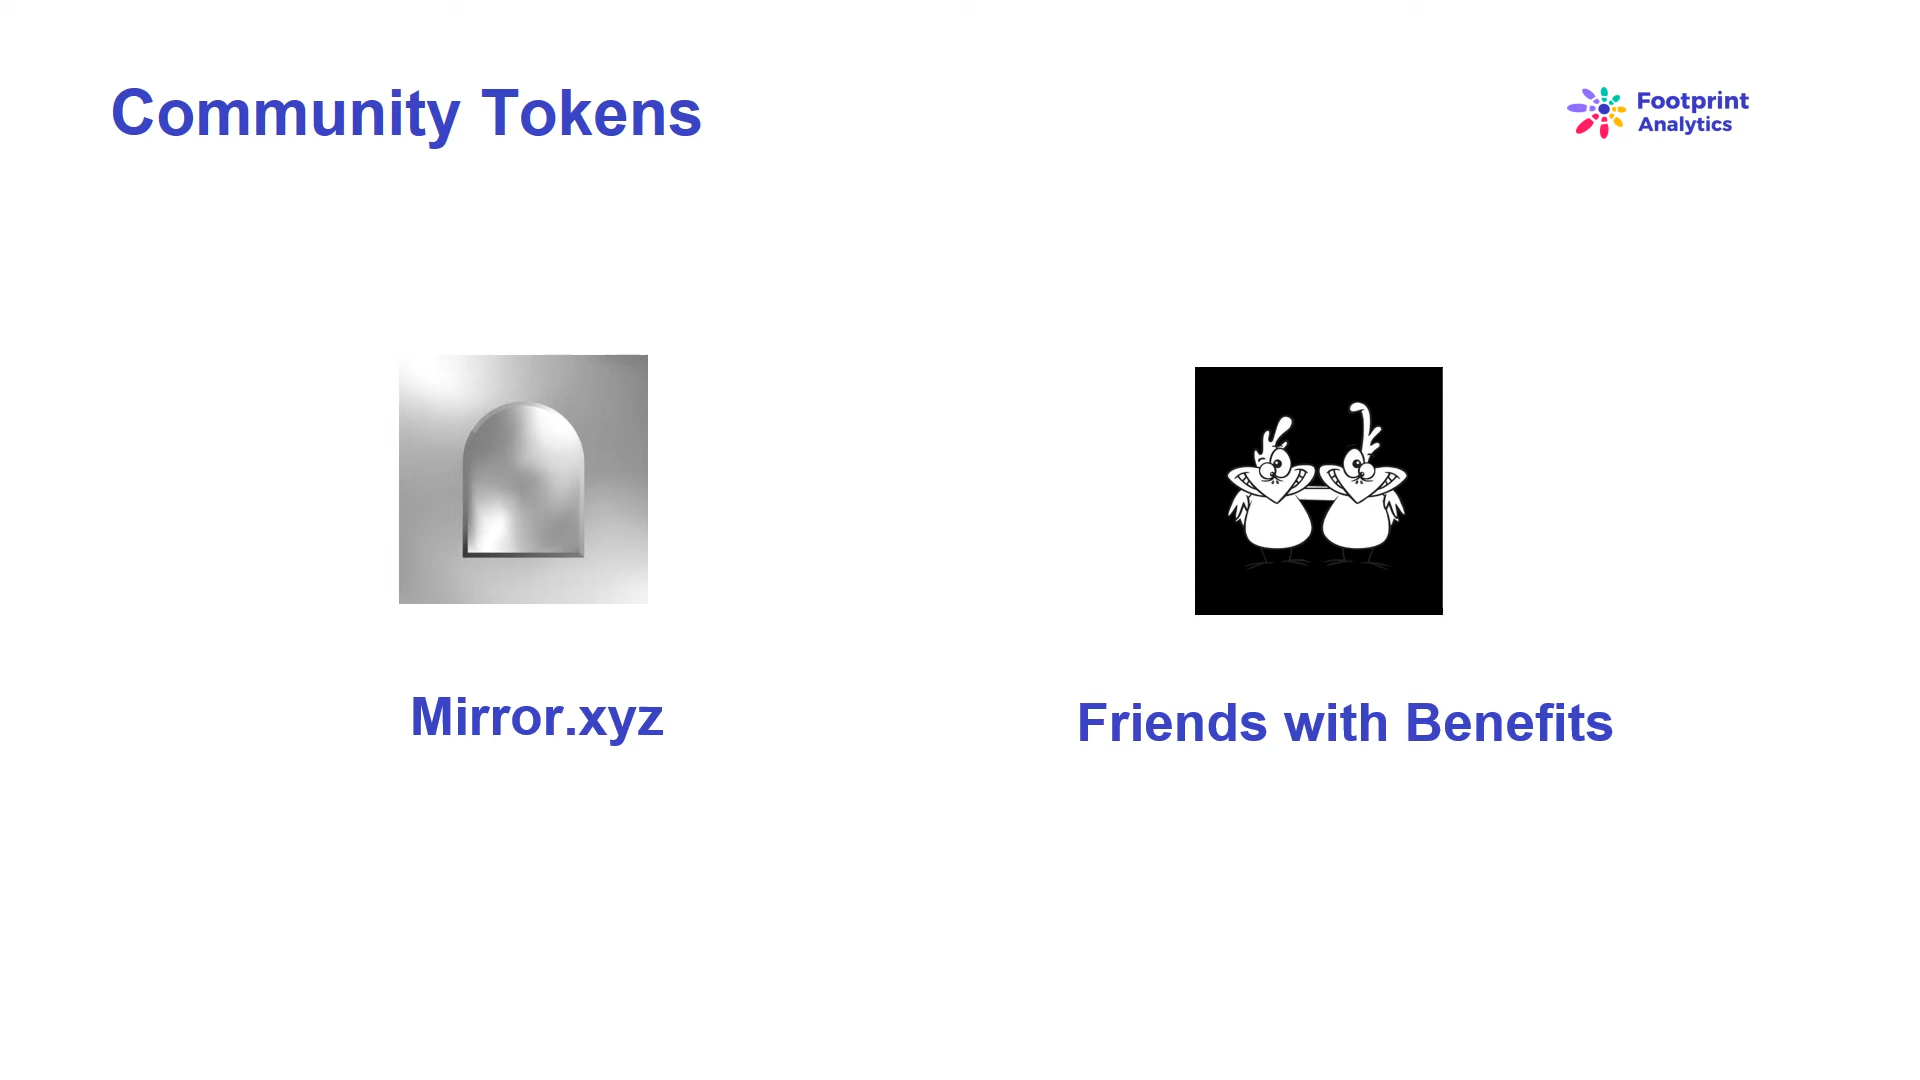 Community Tokens
Footprint
Analytics
Mirror.xyz
Friends with Benefits